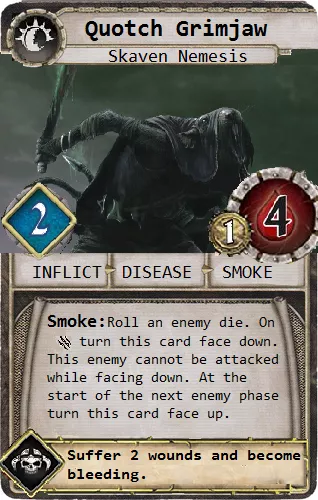 Quotch Grimjaw
Skaven Nemesis
2
1
4
INFLICT DISEASE SMOKE
Smoke:Roll an enemy die. On
turn this card face down.
This enemy cannot be attacked
while facing down. At the
start of the next enemy phase
turn this card face up.
Suffer 2 wounds and become
bleeding.